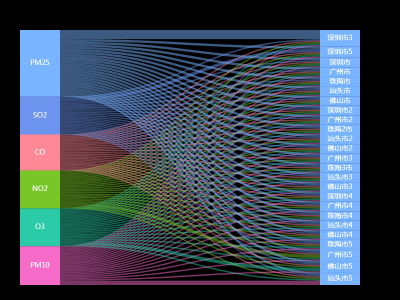 PM25
SO2
CO
NO2
O3
PM10
深圳市3
深圳市5
深圳市
广州市
珠海市
汕头市
佛山市
深圳市2
广州市2
珠海2市
汕头市2
佛山市2
广州市3
珠海3市
汕头市3
佛山市3
深圳市4
广州市4
珠海市4
汕头市4
佛山市4
珠海市5
广州市5
佛山市5
汕头市5